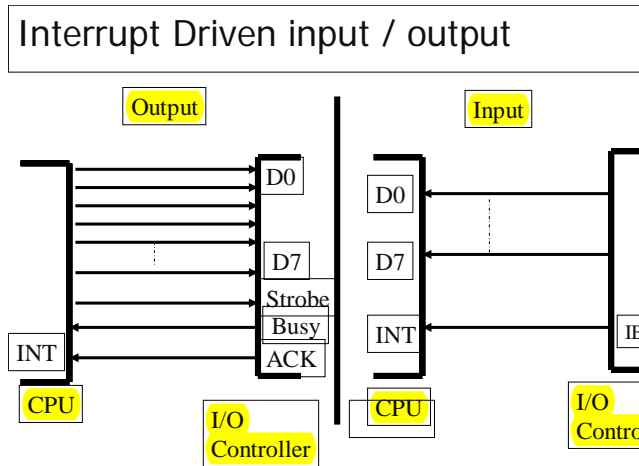 Interrupt Driven input / output
Output
D0
D7
Strobe
Busy
INT
ACK
CPU
I/O
Controller
Input
D0
D7
INT
CPU
I/O